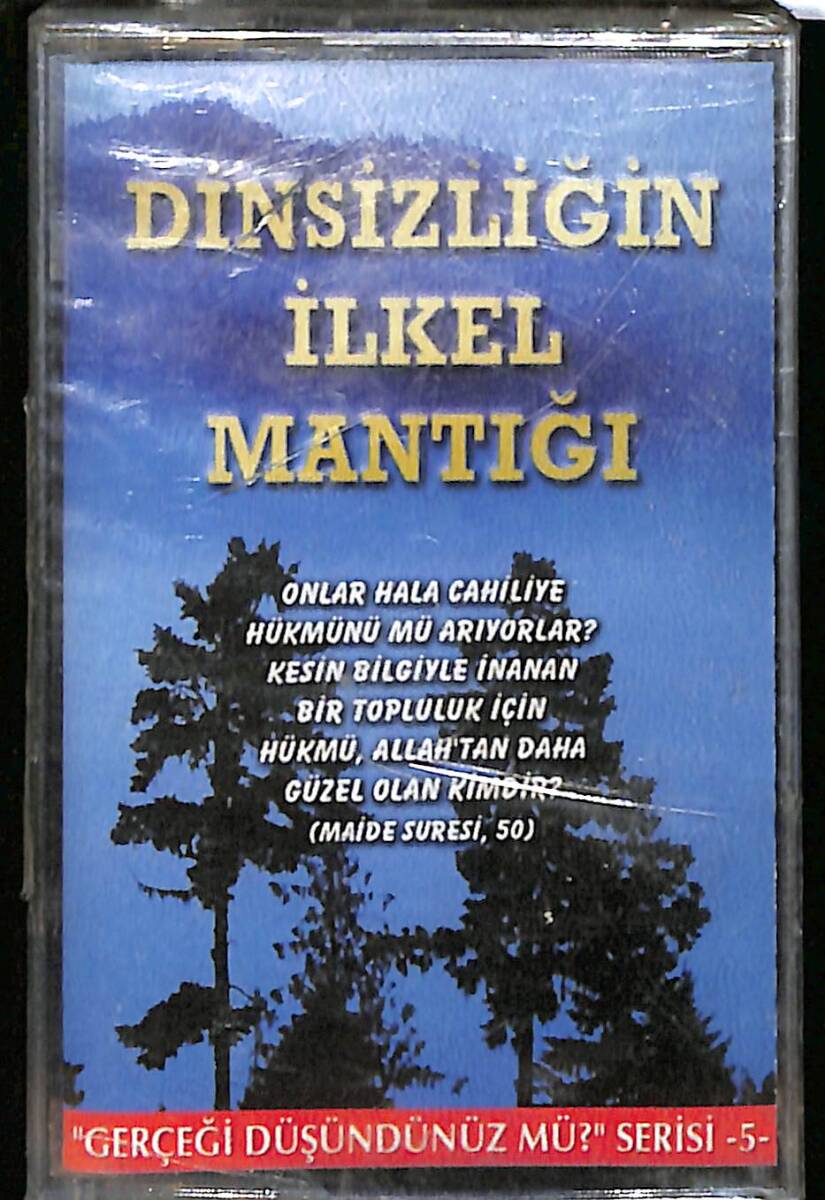 DİNSİZLİĞİN
İLKEL
MANTIĞI
ONLAR HALA CAHİLİYE
HÜKMÜNÜ MÜ ARIYORLAR?
KESİN BİLGİYLE İNANAN
BİR TOPLULUK İÇİN
HÜKMÜ, ALLAH'TAN DAHA
GÜZEL OLAN KİMDİR?
(MAİDE SURESİ, 50)
"GERÇEĞİ DÜŞÜNDÜNÜZ MÜ?" SERİSİ -5-